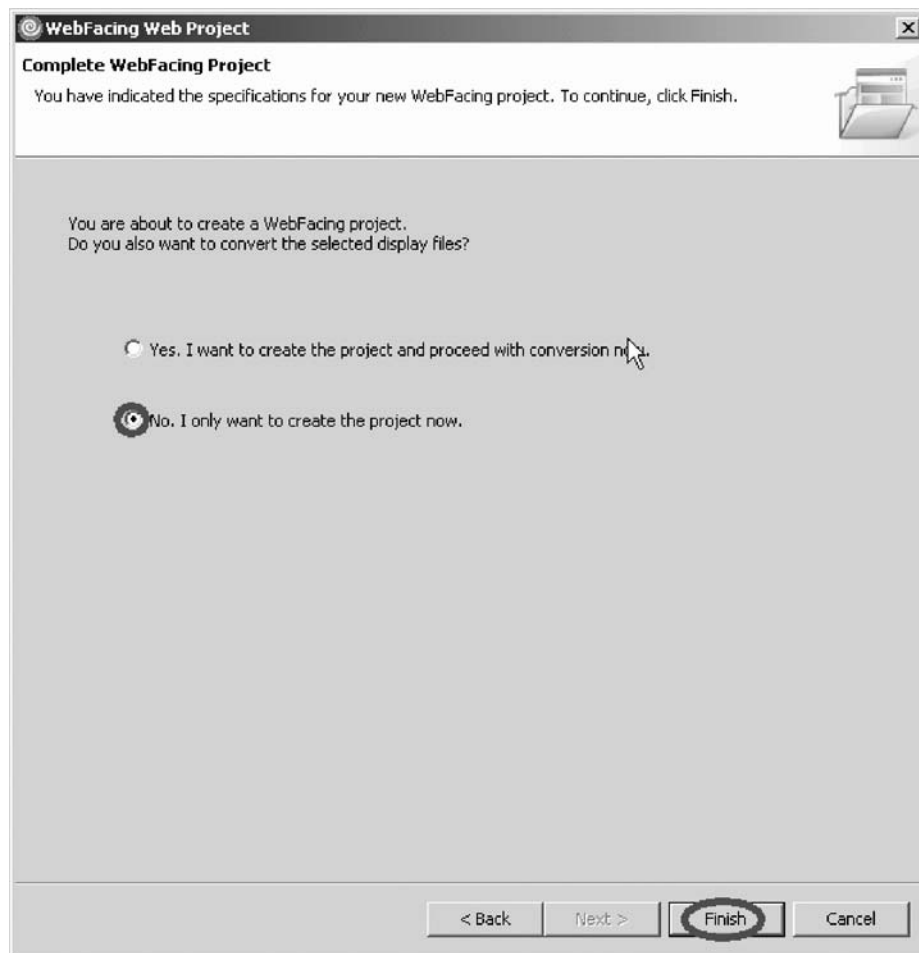 WebFacing Web Project
Complete WebFacing Project
You have indicated the specifications for your new WebFacing project. To continue, click Finish.
You are about to create a WebFacing project.
Do you also want to convert the selected display files?
Yes. I want to create the project and proceed with conversion now.
No. I only want to create the project now.
< Back Next > Finish Cancel